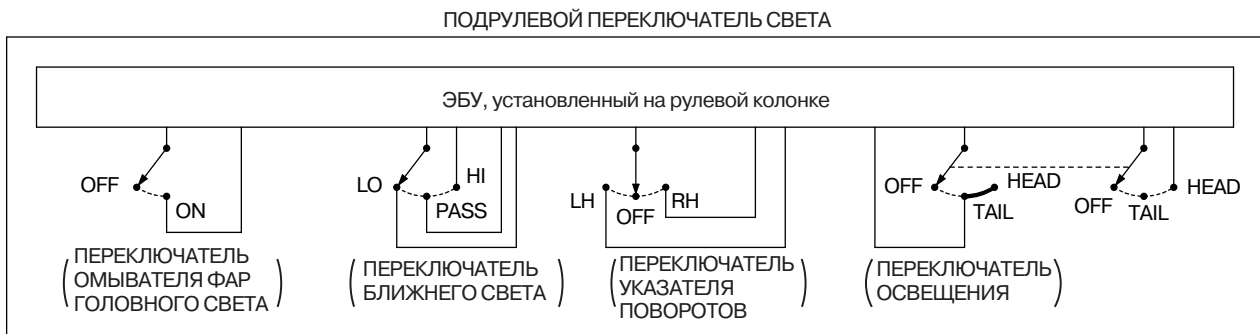 ПОДРУЛЕВОЙ ПЕРЕКЛЮЧАТЕЛЬ СВЕТА
ЭБУ, установленный на рулевой колонке
OFF
ON
ПЕРЕКЛЮЧАТЕЛЬ
ОМЫВАТЕЛЯ ФАР
ГОЛОВНОГО СВЕТА
LO
HI
PASS
ПЕРЕКЛЮЧАТЕЛЬ
БЛИЖНЕГО СВЕТА
LH
OFF
RH
ПЕРЕКЛЮЧАТЕЛЬ
УКАЗАТЕЛЯ
ПОВОРОТОВ
OFF
HEAD
TAIL
OFF
HEAD
TAIL
ПЕРЕКЛЮЧАТЕЛЬ
ОСВЕЩЕНИЯ